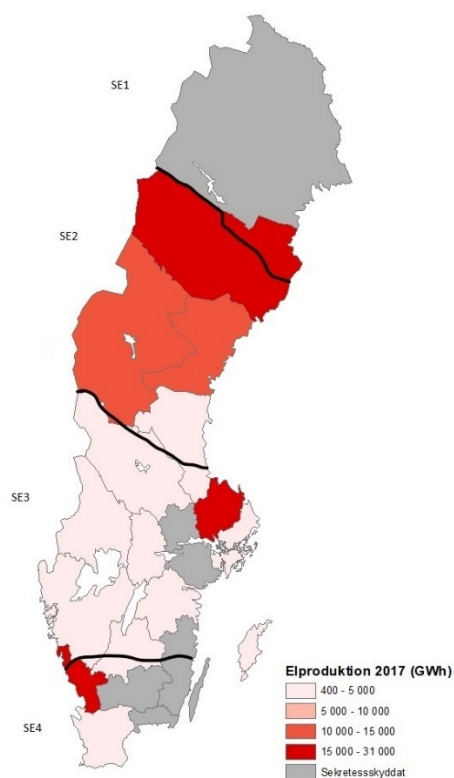 SE1
SE2
SE3
SE4
Elproduktion 2017 (GWh)
400 - 5 000
5 000 - 10 000
10 000 - 15 000
15 000 - 31 000
Sekretessskyddat